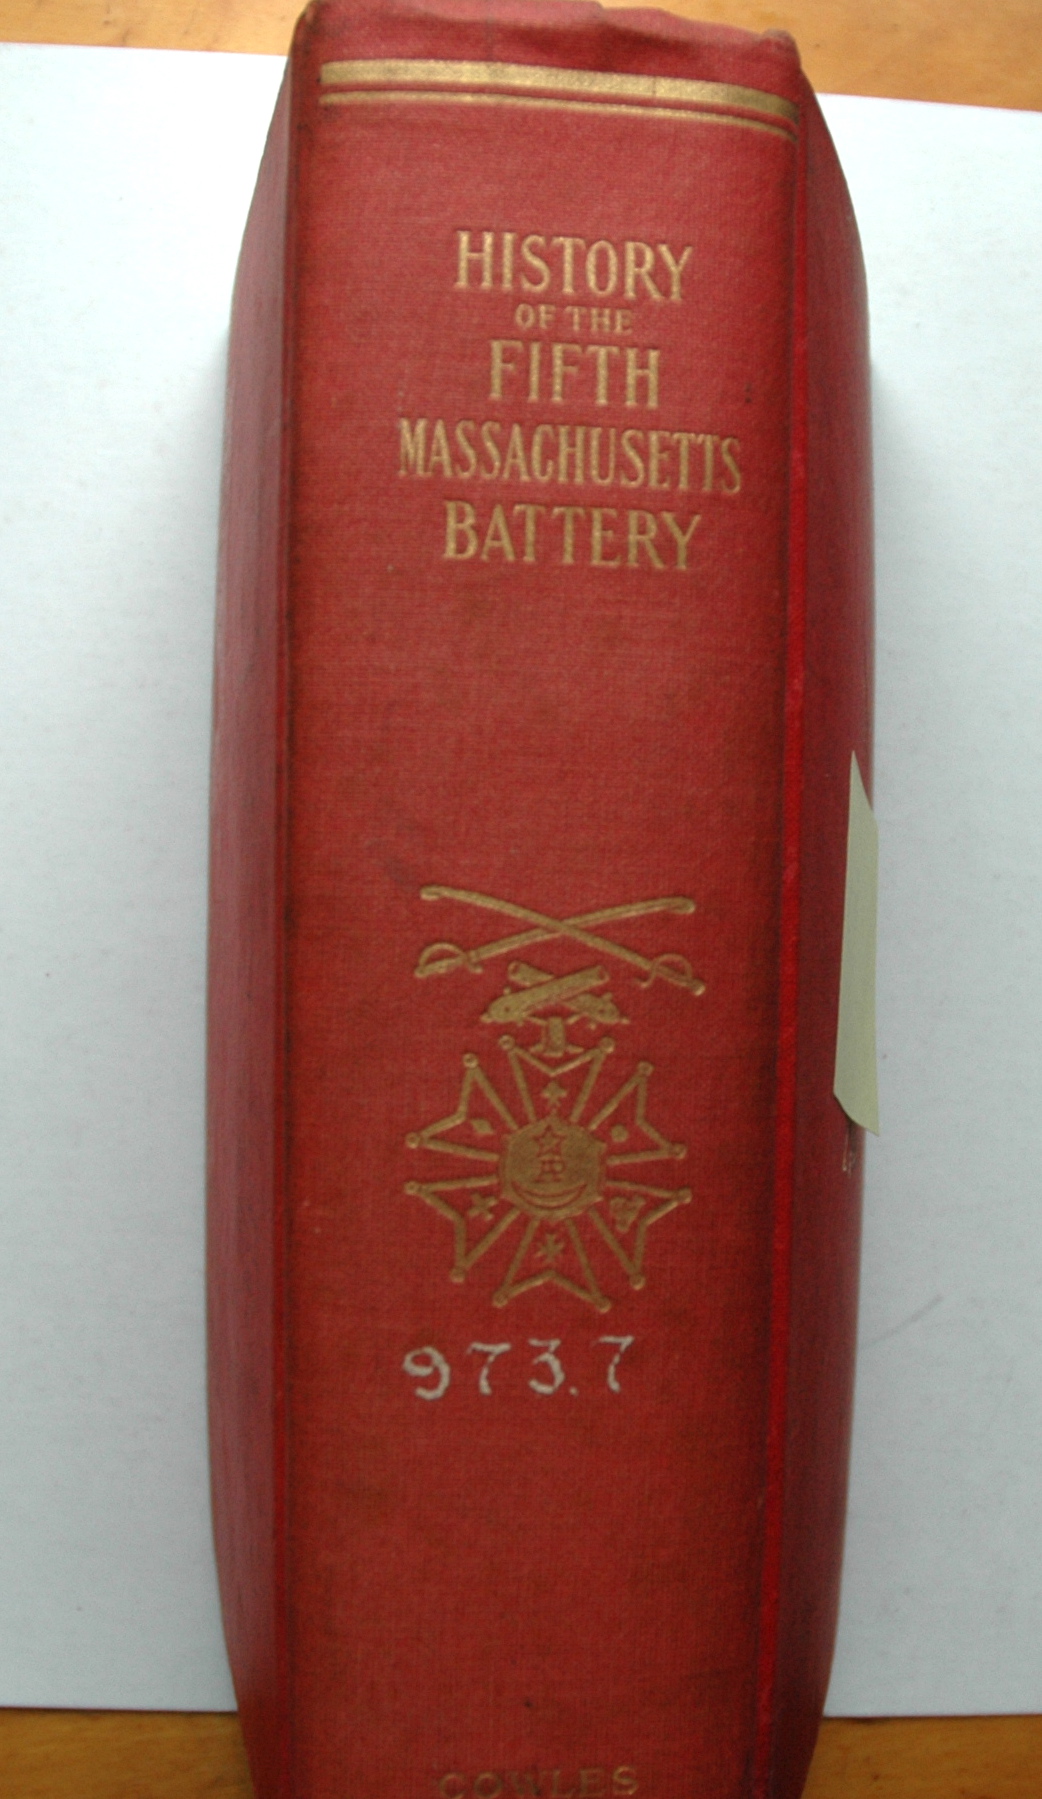 HISTORY
OF THE
FIFTH
MASSACHUSETTS
BATTERY
973.7
COWLES